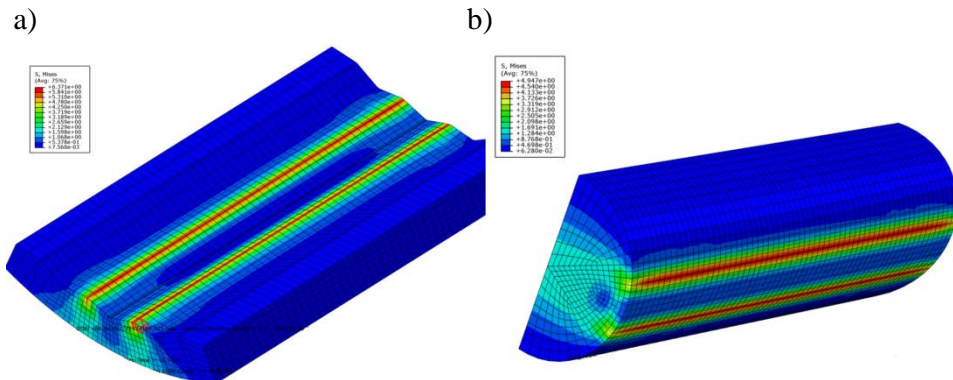 a)
b)
S, Mises
(Avg: 75%)
+6.371e+00
+5.841e+00
+5.310e+00
+4.780e+00
+4.250e+00
+3.719e+00
+3.189e+00
+2.659e+00
+2.129e+00
+1.598e+00
+1.068e+00
+5.378e-01
+7.560e-03
S, Mises
(Avg: 75%)
+4.947e+00
+4.540e+00
+4.133e+00
+3.726e+00
+3.319e+00
+2.912e+00
+2.505e+00
+2.098e+00
+1.691e+00
+1.284e+00
+8.768e-01
+4.698e-01
+6.280e-02